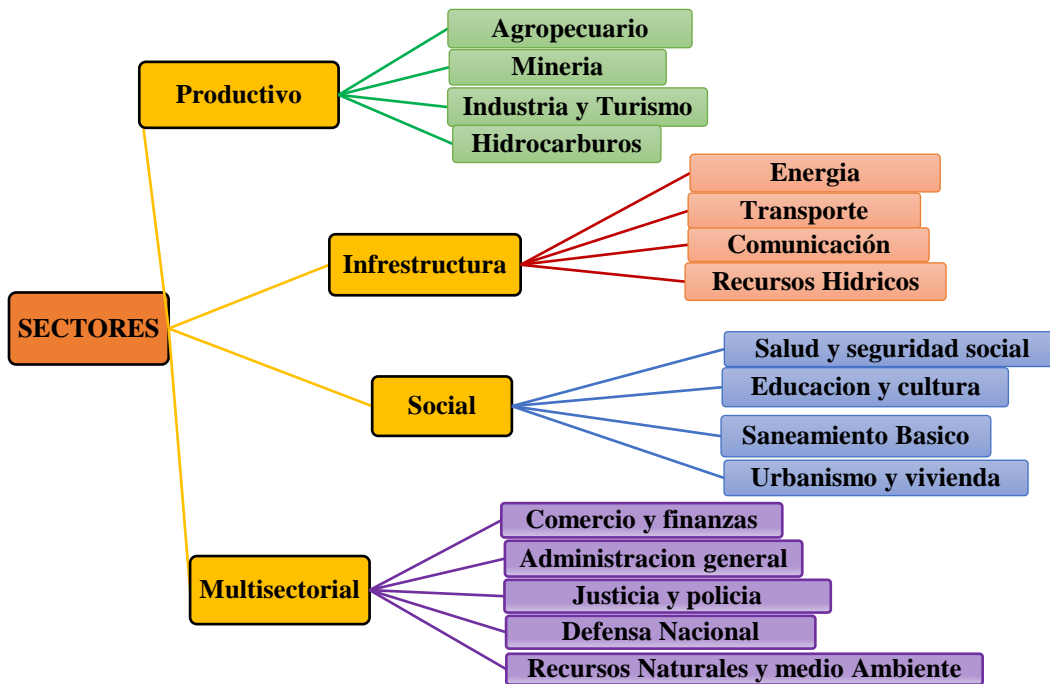 SECTORES
Productivo
Agropecuario
Mineria
Industria y Turismo
Hidrocarburos
Infrestructura
Energia
Transporte
Comunicación
Recursos Hidricos
Social
Salud y seguridad social
Educacion y cultura
Saneamiento Basico
Urbanismo y vivienda
Multisectorial
Comercio y finanzas
Administracion general
Justicia y policia
Defensa Nacional
Recursos Naturales y medio Ambiente